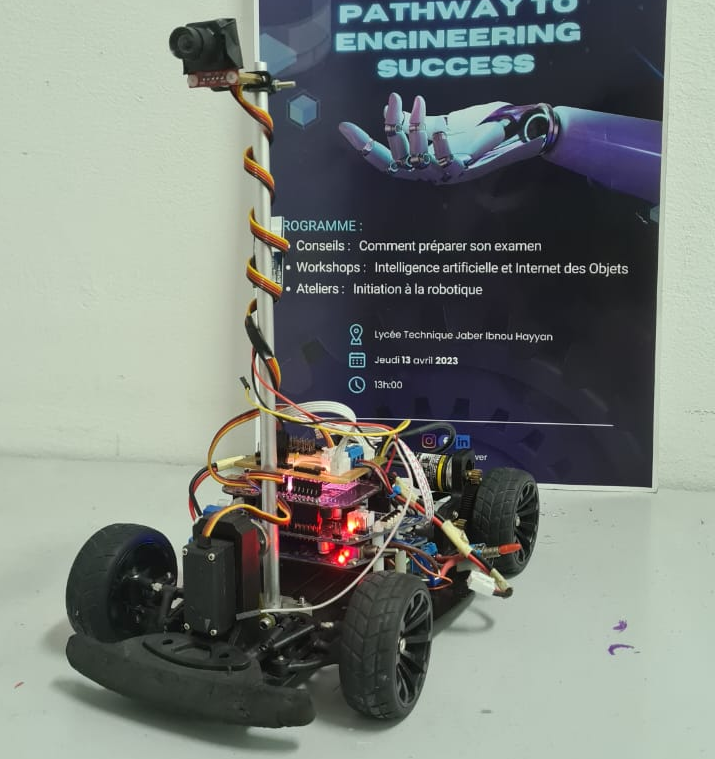 PATHWAY TO
ENGINEERING
SUCCESS
ROGRAMME :
Conseils : Comment préparer son examen
Workshops : Intelligence artificielle et Internet des Objets
Ateliers : Initiation à la robotique
Lycée Technique Jaber Ibnou Hayyan
Jeudi 13 avril 2023
13h:00